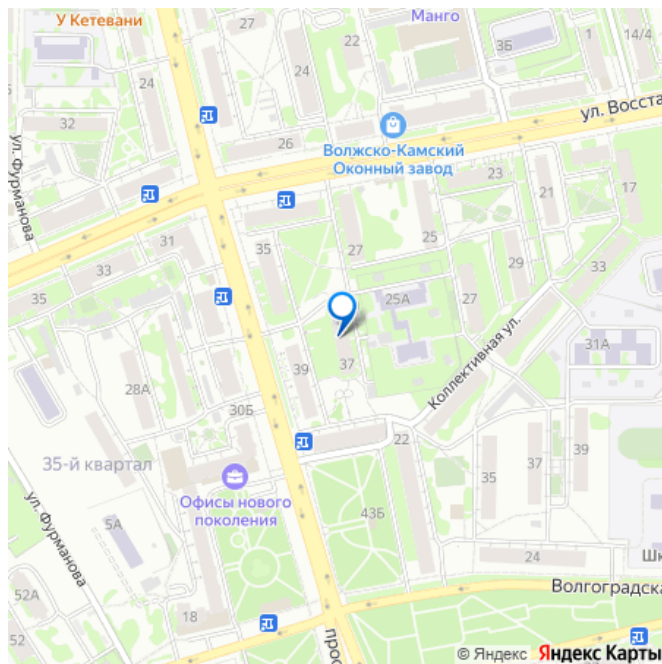 У Кетевани
Манго
22
3Б
1
14/4
24
24
27
32
26
ул. Восста
Волжско-Камский
Оконный завод
ул. Фурманова
23
21
17
31
35
27
25
29
33
33
35
25А
27
31А
39
37
Коллективная ул.
28А
30Б
22
35-й квартал
35
37
39
Офисы нового
поколения
43Б
5А
ул. Фурманова
24
Шк
Волгоградска
52А
18
52
прос
© Яндекс Яндекс Карты